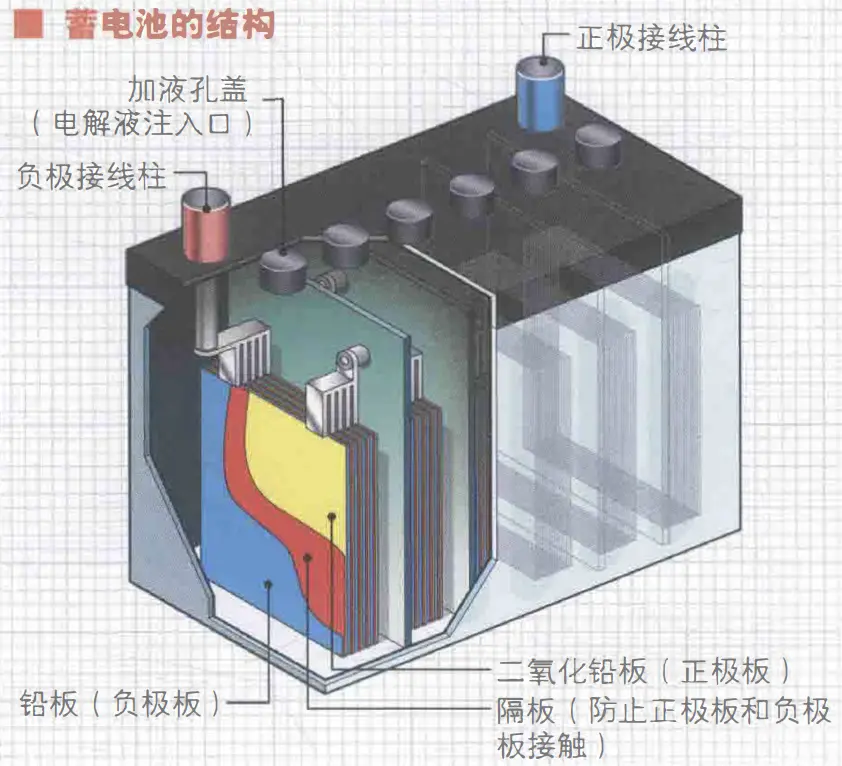 蓄电池的结构
正极接线柱
加液孔盖
（电解液注入口）
负极接线柱
二氧化铅板（正极板）
铅板（负极板）
隔板（防止正极板和负极
板接触）